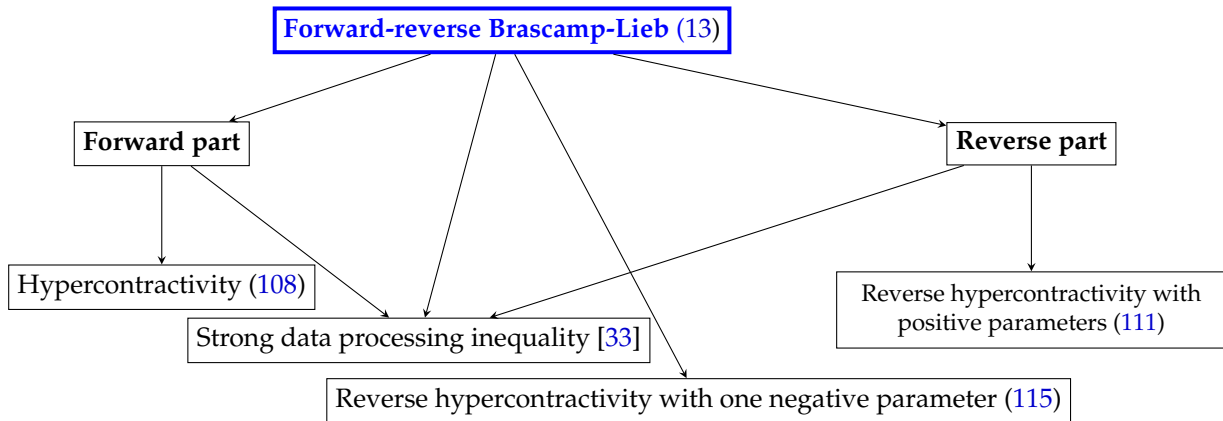 Forward-reverse Brascamp-Lieb (13)
Forward part
Reverse part
Hypercontractivity (108)
Reverse hypercontractivity with
positive parameters (111)
Strong data processing inequality [33]
Reverse hypercontractivity with one negative parameter (115)